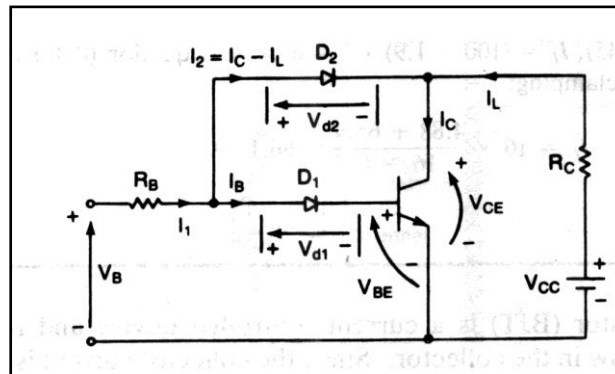 I₂ = I_C – I_L
D₂
+ V_d2 –
I_C
I_L
R_B
I_B
D₁
I₁
+
+ V_d1 –
+
+
V_CE
–
R_C
+
V_B
–
V_BE
–
V_CC
+
–